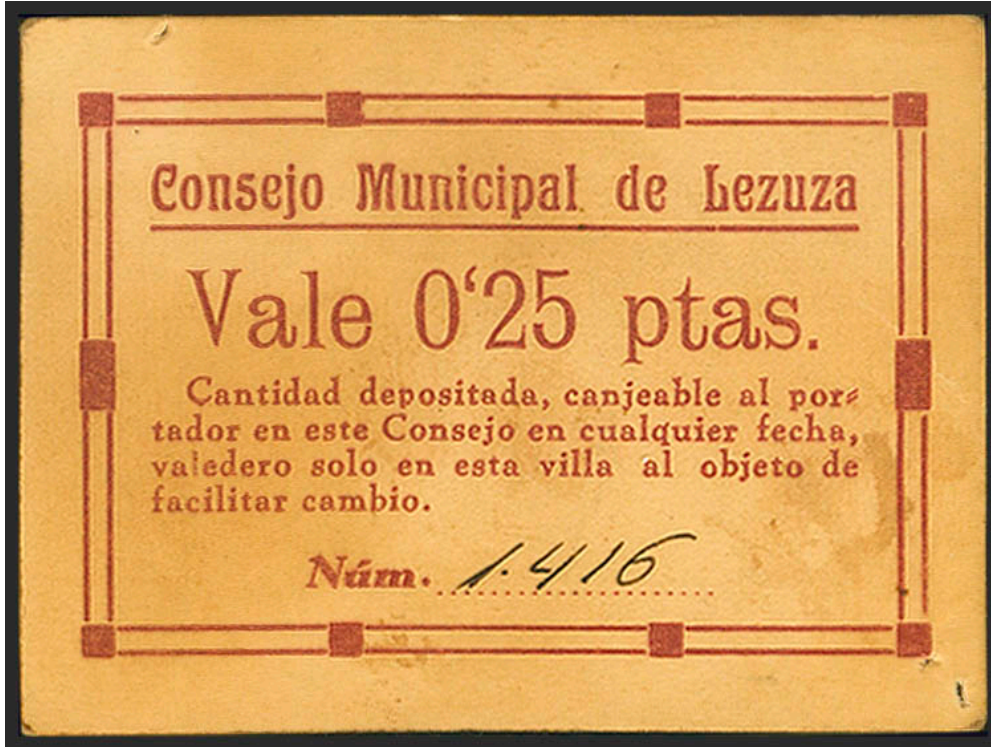 Consejo Municipal de Lezuza
Vale 0‘25 ptas.
Cantidad depositada, canjeable al por-
tador en este Consejo en cualquier fecha,
valedero solo en esta villa al objeto de
facilitar cambio.
Núm. 1.416